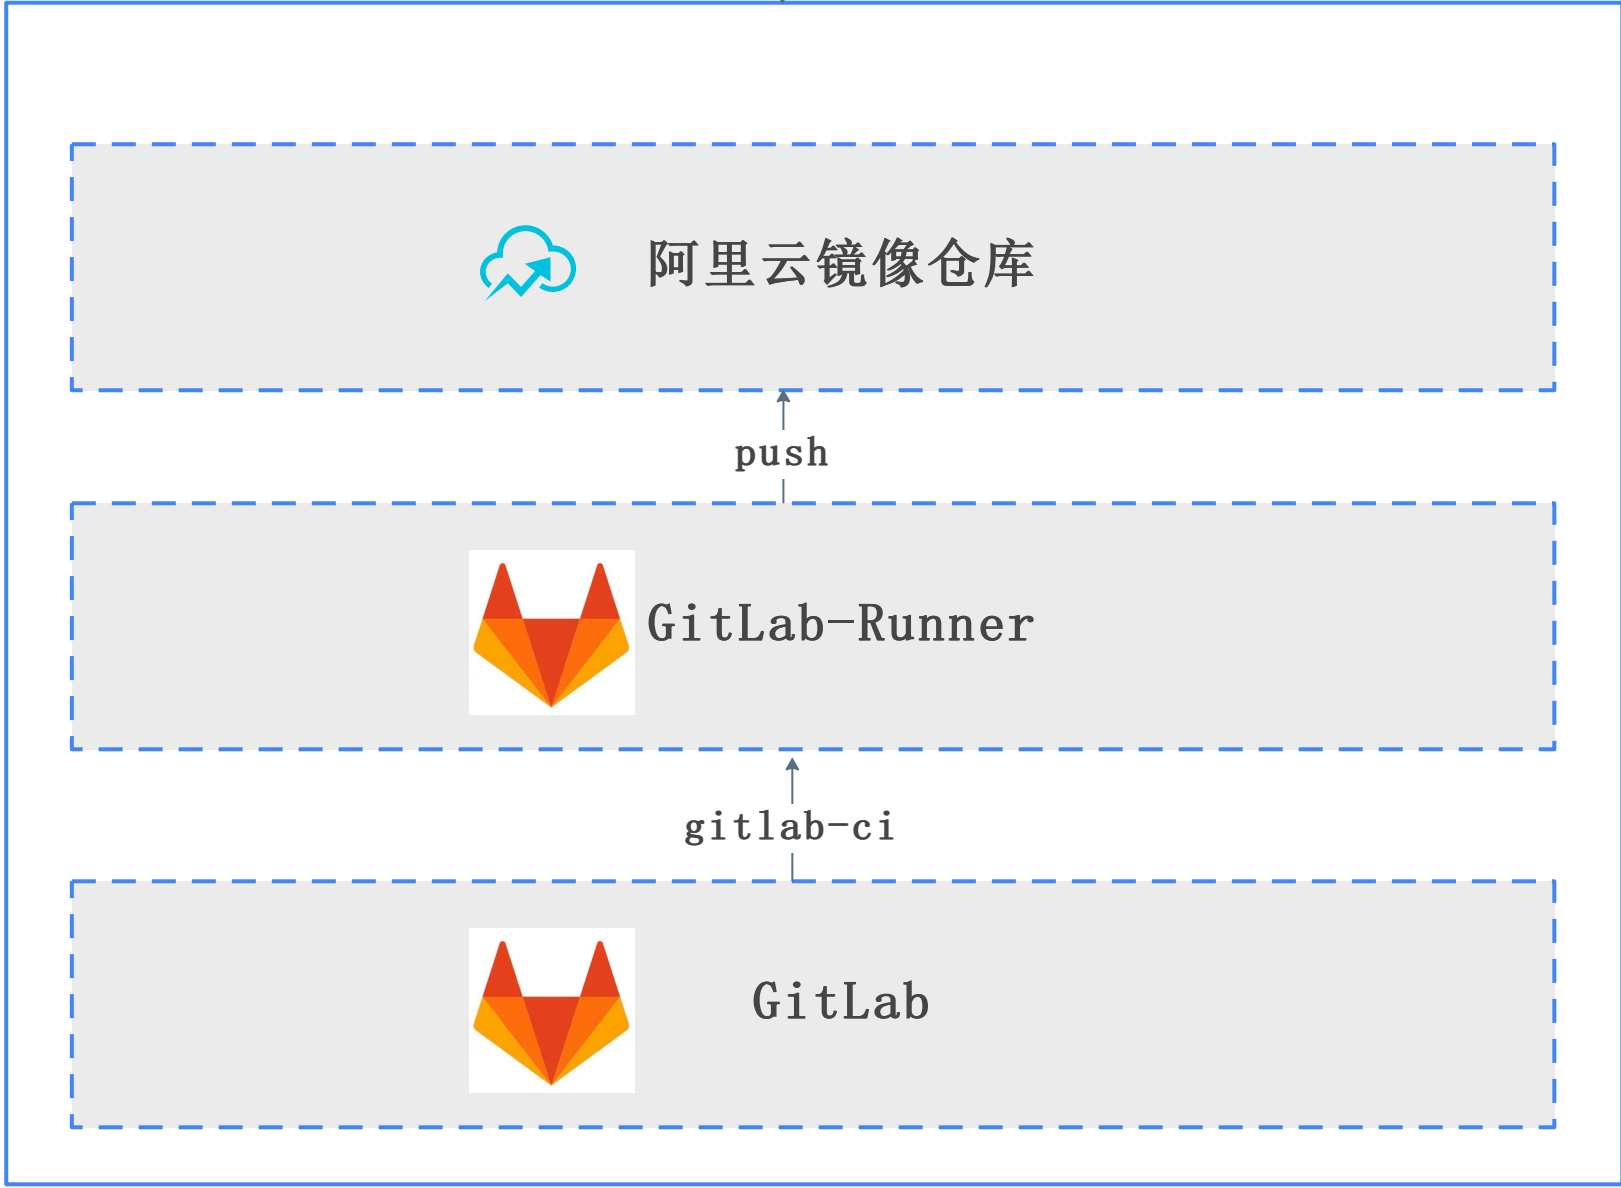 阿里云镜像仓库
push
GitLab-Runner
gitlab-ci
GitLab